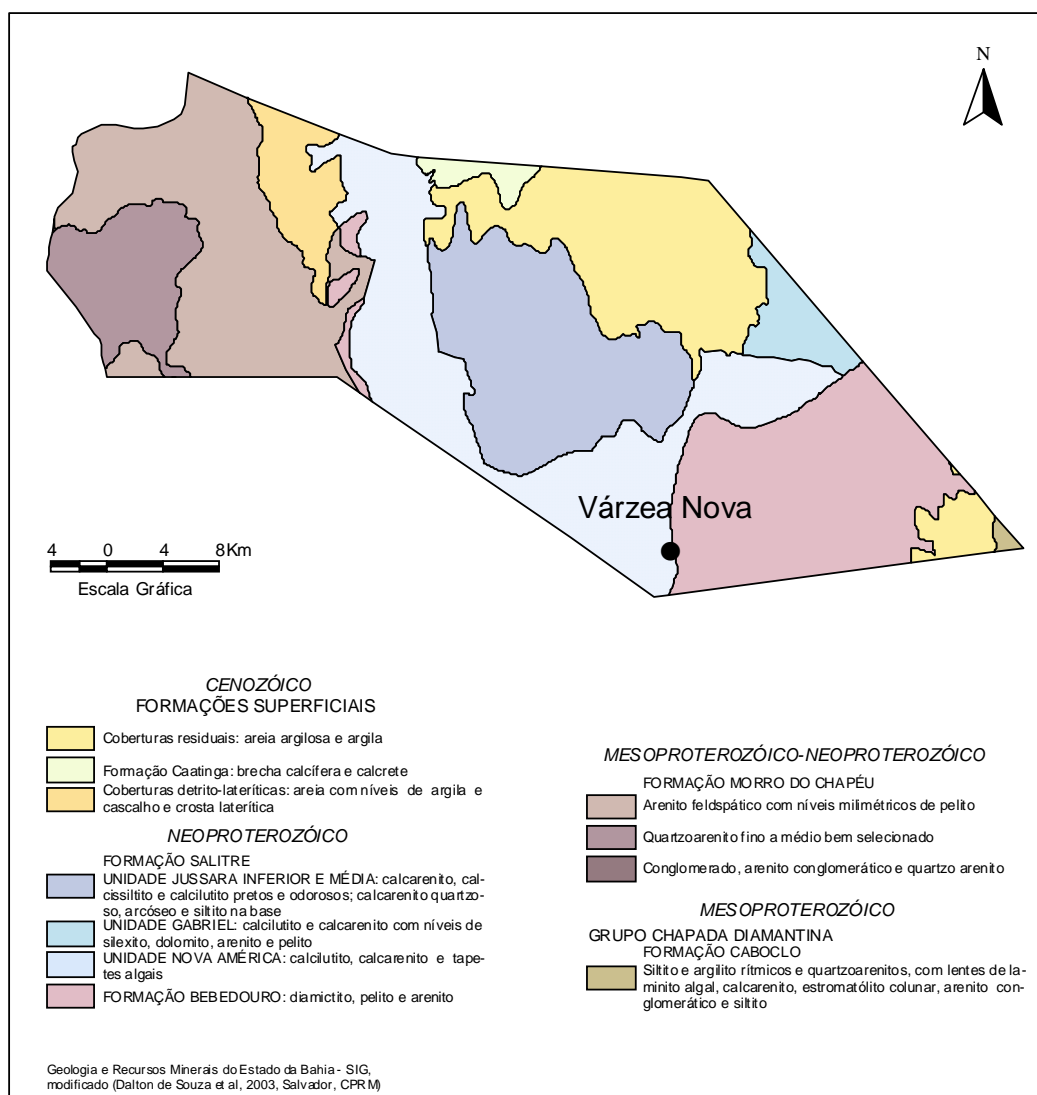 N
Várzea Nova
4 0 4 8Km
Escala Gráfica
CENOZÓICO
FORMAÇÕES SUPERFICIAIS
Coberturas residuais: areia argilosa e argila
Formação Caatinga: brecha calcífera e calcrete
Coberturas detrito-lateríticas: areia com níveis de argila e
cascalho e crosta laterítica
NEOPROTEROZÓICO
FORMAÇÃO SALITRE
UNIDADE JUSSARA INFERIOR E MÉDIA: calcarenito, cal-
cissiltito e calcilutito pretos e odorosos; calcarenito quartzo-
so, arcóseo e siltito na base
UNIDADE GABRIEL: calcilutito e calcarenito com níveis de
silexito, dolomito, arenito e pelito
UNIDADE NOVA AMÉRICA: calcilutito, calcarenito e tape-
tes algais
FORMAÇÃO BEBEDOURO: diamictito, pelito e arenito
MESOPROTEROZÓICO-NEOPROTEROZÓICO
FORMAÇÃO MORRO DO CHAPÉU
Arenito feldspático com níveis milimétricos de pelito
Quartzoarenito fino a médio bem selecionado
Conglomerado, arenito conglomerático e quartzo arenito
MESOPROTEROZÓICO
GRUPO CHAPADA DIAMANTINA
FORMAÇÃO CABOCLO
Siltito e argilito rítmicos e quartzoarenitos, com lentes de la-
minito algal, calcarenito, estromatólito colunar, arenito con-
glomerático e siltito
Geologia e Recursos Minerais do Estado da Bahia - SIG,
modificado (Dalton de Souza et al, 2003, Salvador, CPRM)